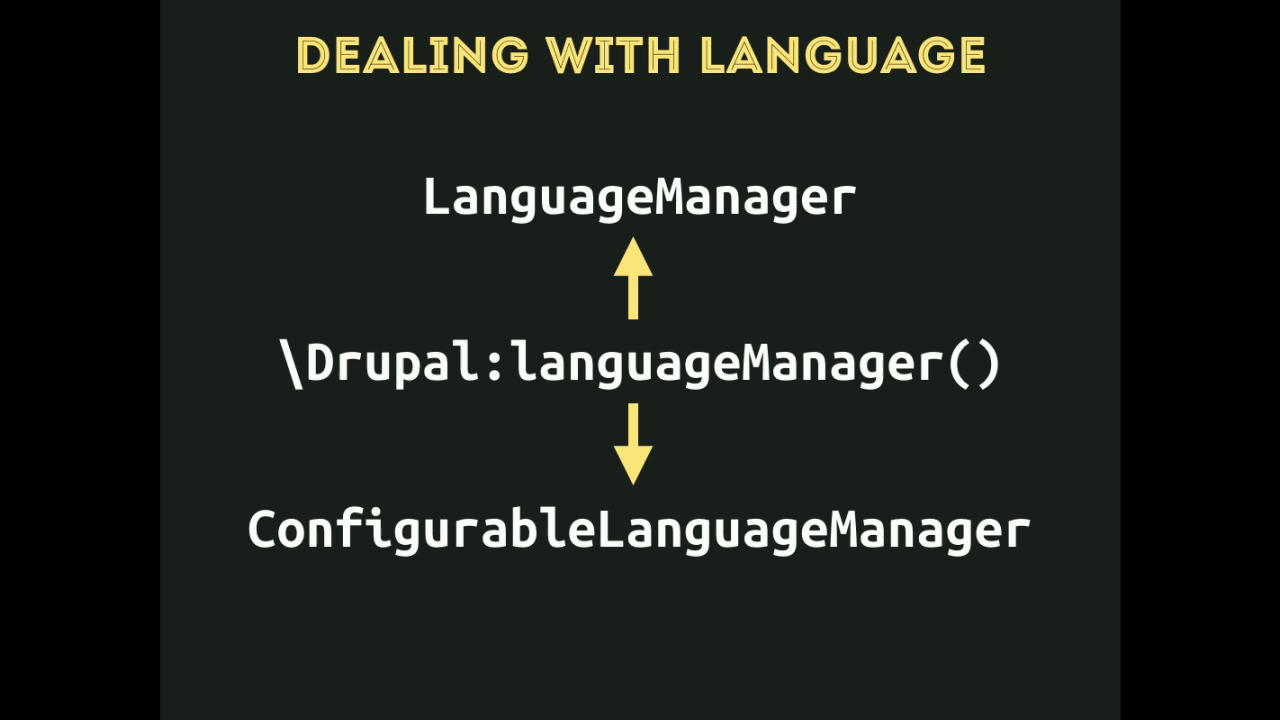 DEALING WITH LANGUAGE
LanguageManager
\Drupal:languageManager()
ConfigurableLanguageManager